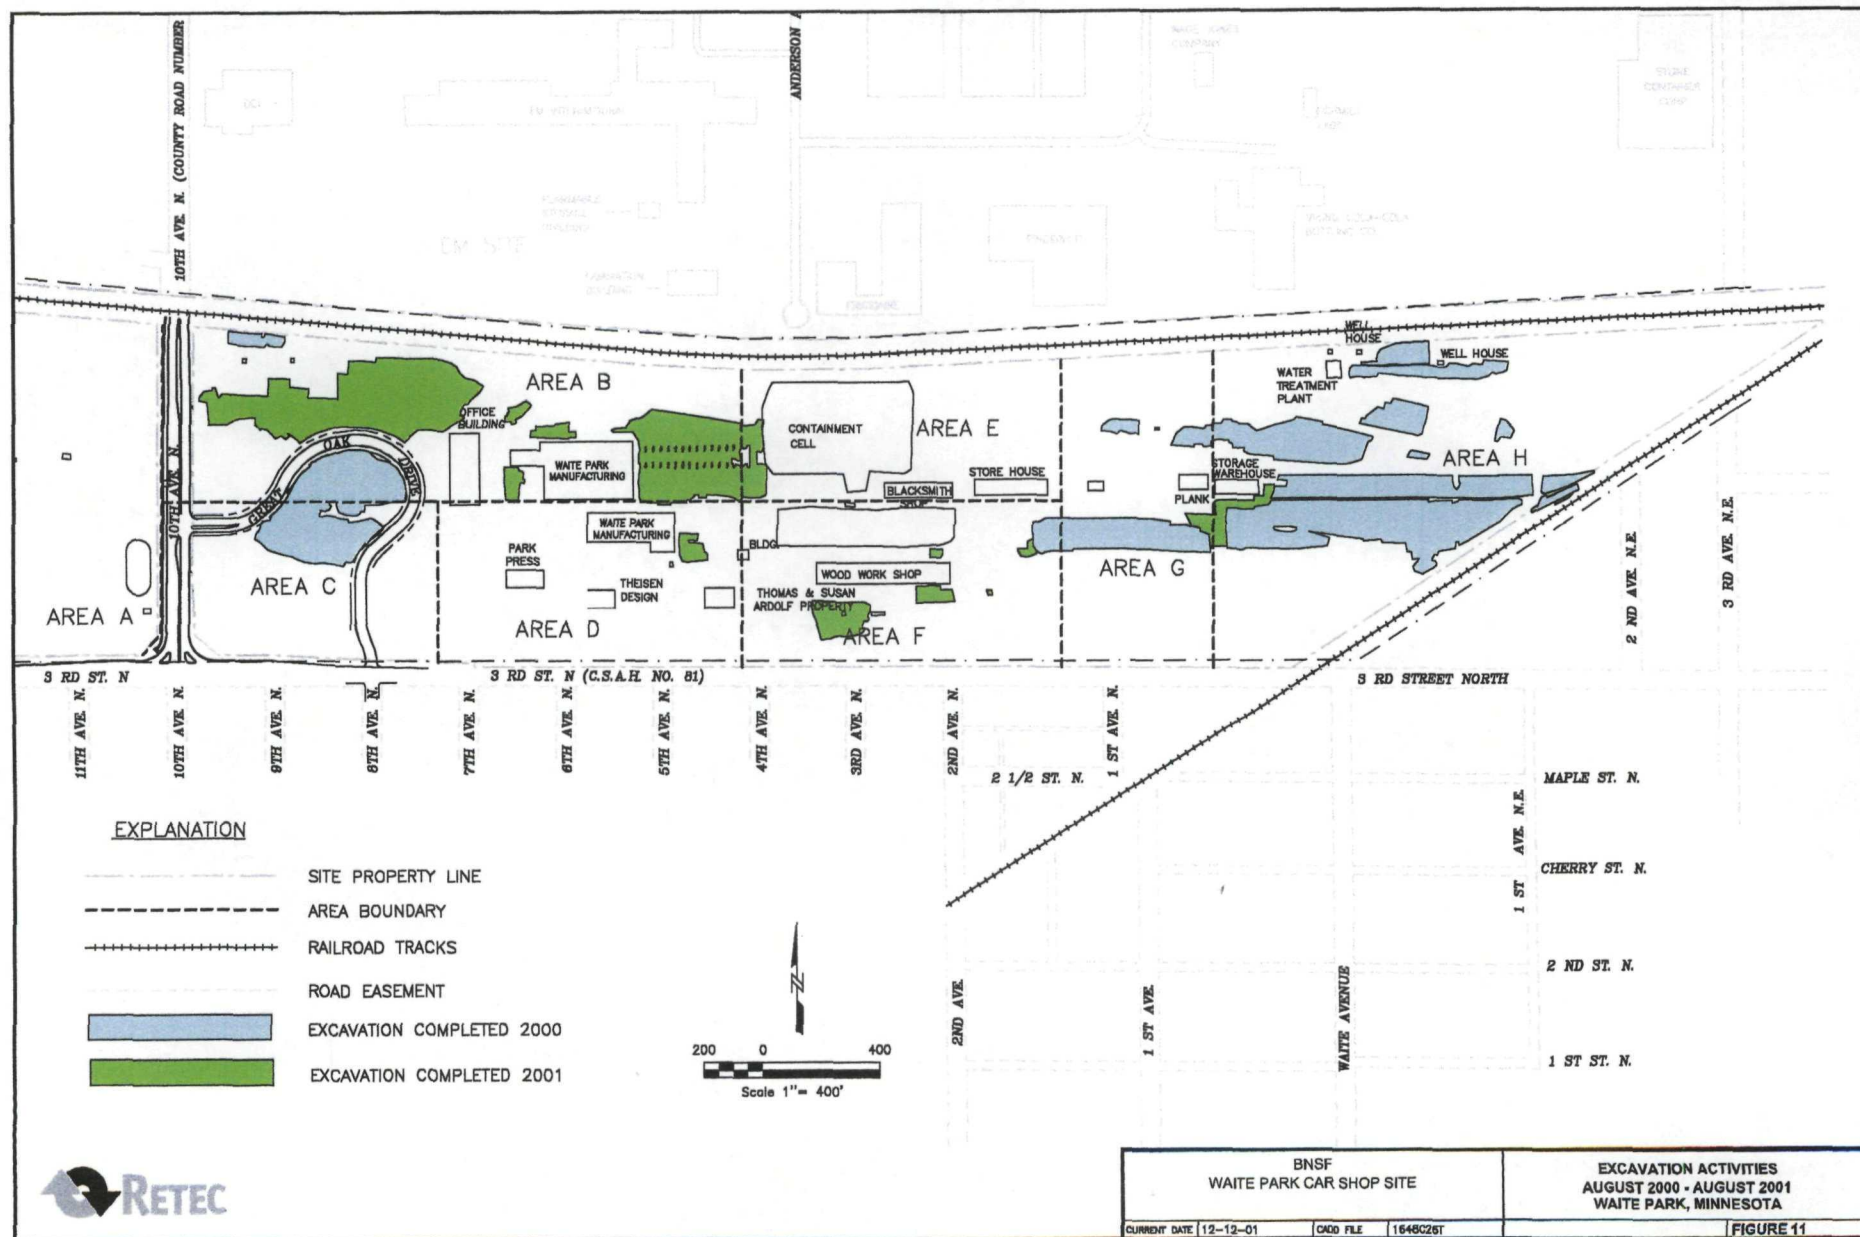 10TH AVE. N. (COUNTY ROAD NUMBER
ANDERSON A
WELL
HOUSE
WELL HOUSE
WATER
TREATMENT
PLANT
AREA B
OFFICE
BUILDING
AREA E
CONTAINMENT
CELL
OAK
DRIVE
10TH AVE. N.
WAITE PARK
MANUFACTURING
STORE HOUSE
STORAGE
WAREHOUSE
AREA H
BLACKSMITH
SHOP
PLANK
WAITE PARK
MANUFACTURING
BLDG.
PARK
PRESS
AREA G
WOOD WORK SHOP
AREA C
THEISEN
DESIGN
THOMAS & SUSAN
ARDOLF PROPERTY
AREA A
AREA D
AREA F
2 ND AVE. N.E.
3 RD AVE. N.E.
3 RD ST. N
3 RD ST. N (C.S.A.H. NO. 81)
3 RD STREET NORTH
11TH AVE. N.
10TH AVE. N.
9TH AVE. N.
8TH AVE. N.
7TH AVE. N.
6TH AVE. N.
5TH AVE. N.
4TH AVE. N.
3RD AVE. N.
2ND AVE. N.
1 ST AVE. N.
2 1/2 ST. N.
MAPLE ST. N.
1 ST AVE. N.E.
CHERRY ST. N.
2 ND ST. N.
2ND AVE.
1 ST AVE.
WAITE AVENUE
1 ST ST. N.
EXPLANATION
SITE PROPERTY LINE
AREA BOUNDARY
RAILROAD TRACKS
ROAD EASEMENT
EXCAVATION COMPLETED 2000
EXCAVATION COMPLETED 2001
N
200 0 400
Scale 1"= 400'
RETEC
BNSF
WAITE PARK CAR SHOP SITE
EXCAVATION ACTIVITIES
AUGUST 2000 - AUGUST 2001
WAITE PARK, MINNESOTA
CURRENT DATE 12-12-01 CADD FILE 1646C26T FIGURE 11